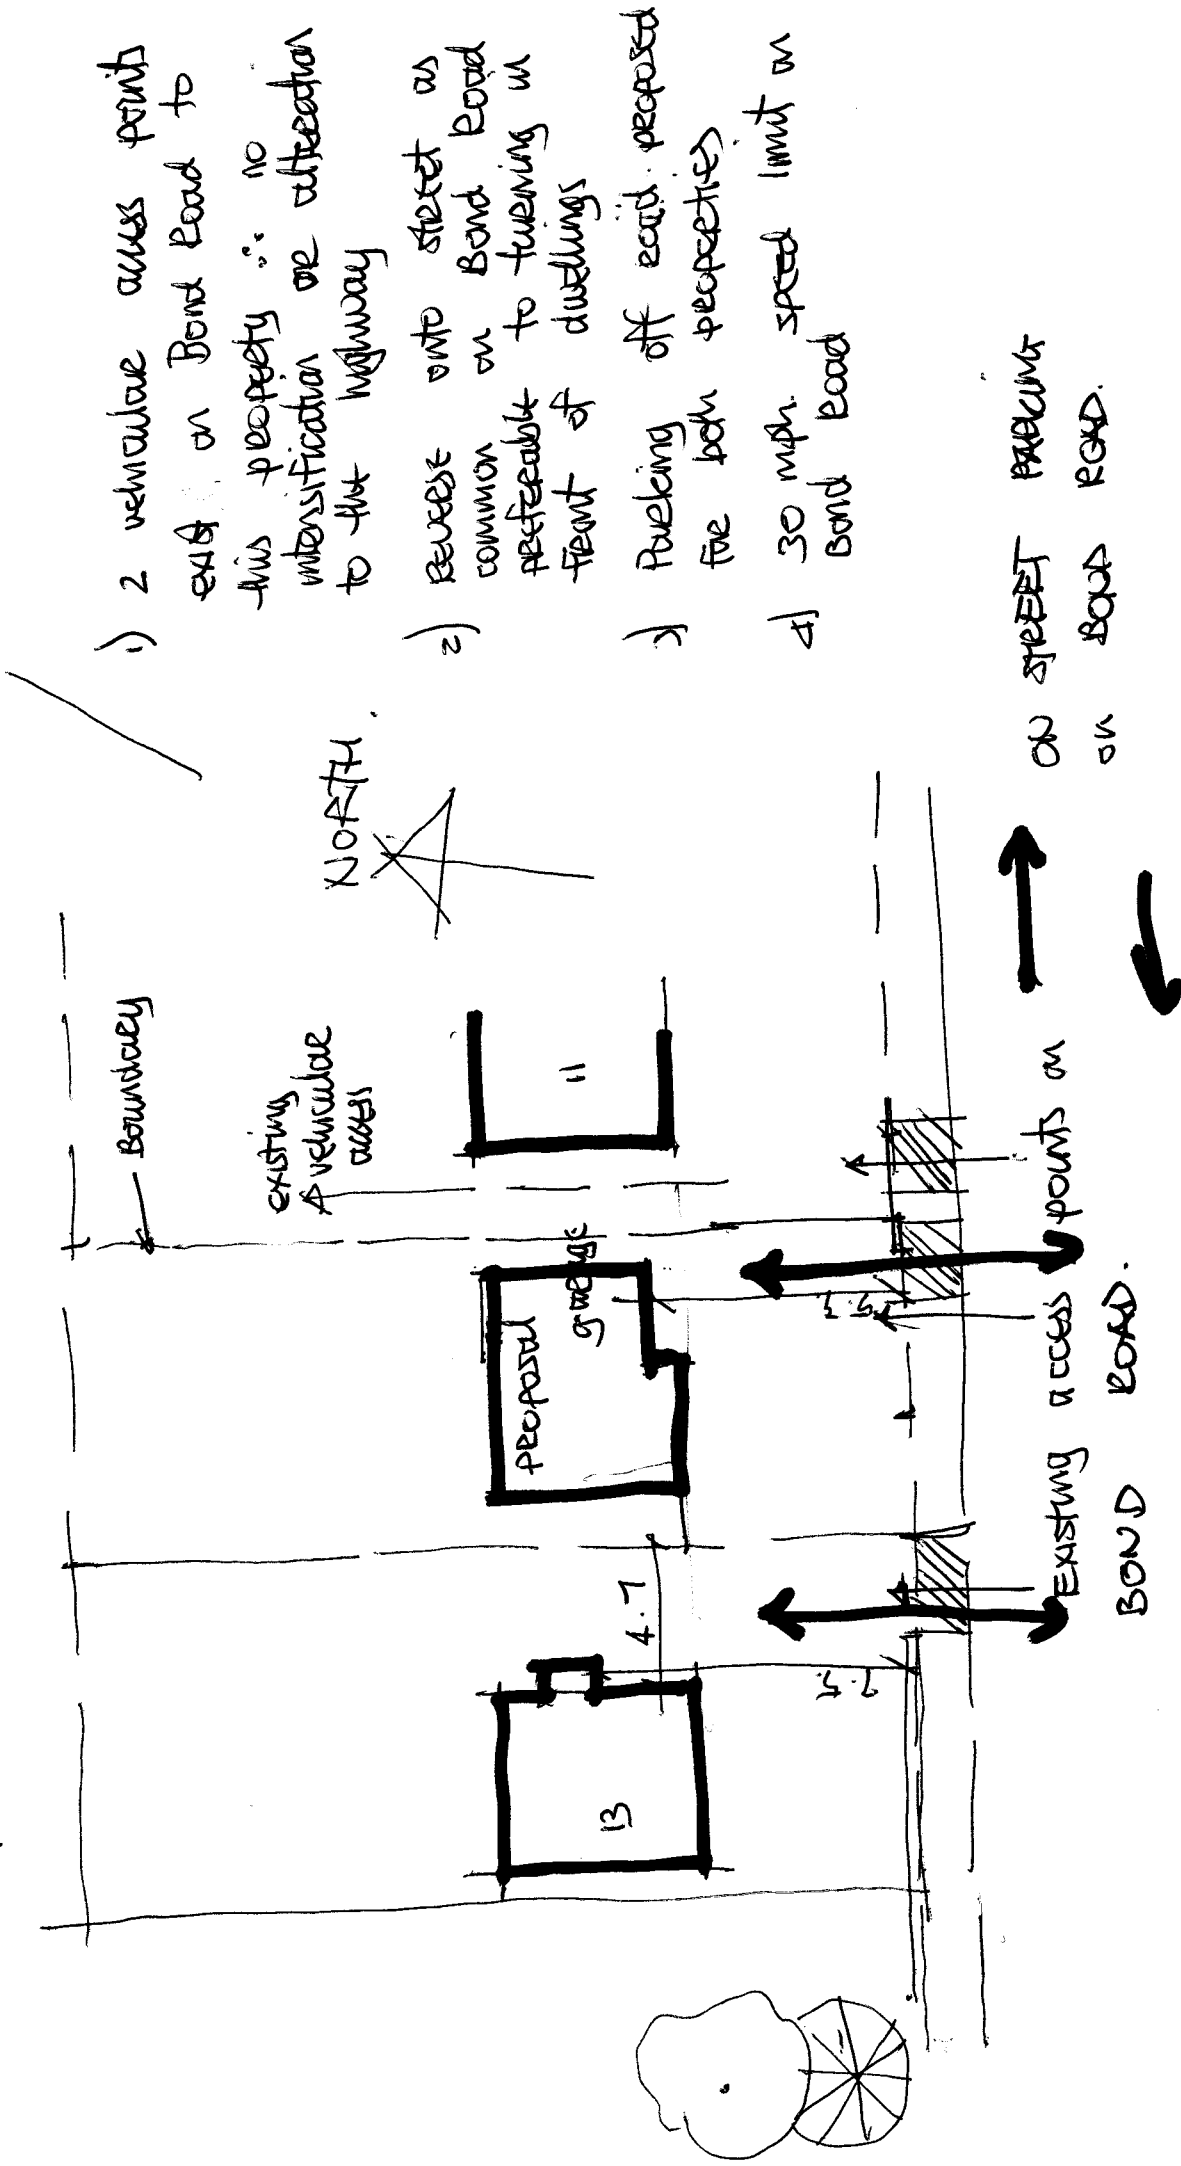 1) 2 vehicular access points
exist on Bond Road to
this property ∴ no
intensification or alteration
to the highway
2) Reverse onto street as
common on Bond Road
preferable to turning in
front of dwellings
3) Parking off road proposed
for both properties
4) 30 mph. speed limit on
Bond Road
NORTH.
Boundary
existing
vehicular
access
11
proposal
garage
13
4.7
7.5
5.7
Existing access points on
BOND ROAD.
ON STREET PARKING
ON BOND ROAD.